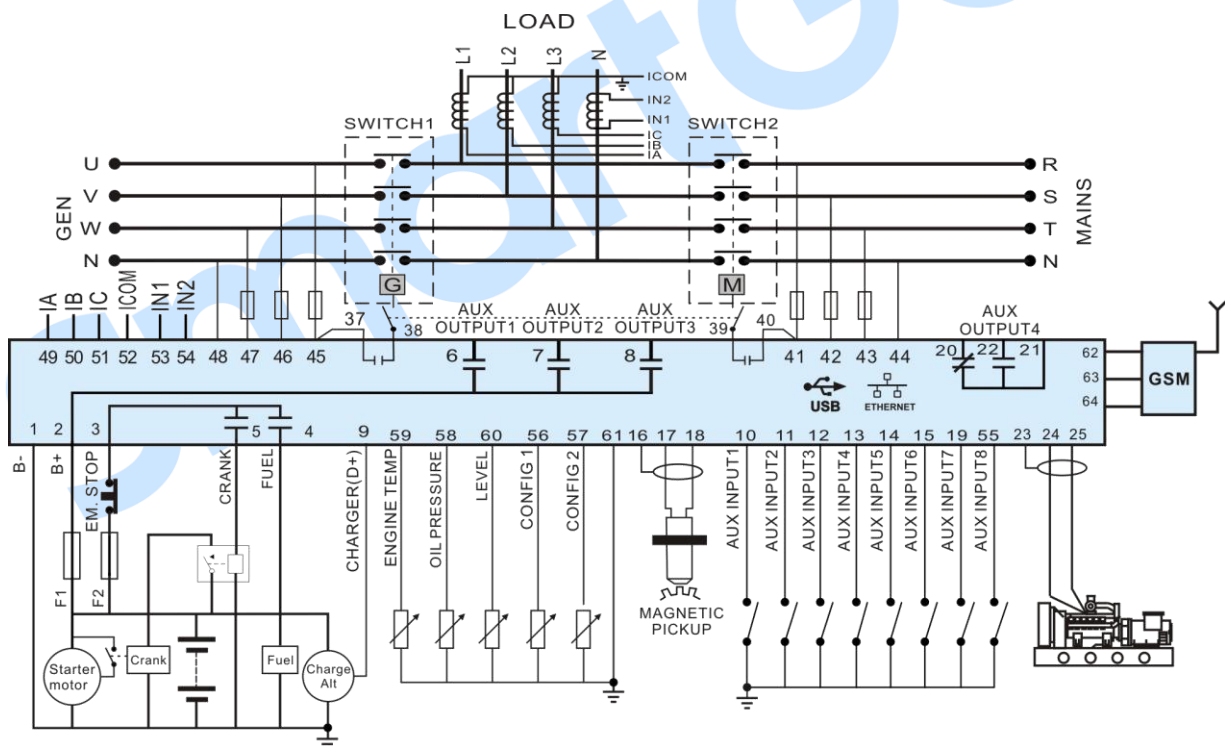 LOAD
L1
L2
L3
N
ICOM
IN2
IN1
IC
IB
IA
SWITCH1
SWITCH2
GEN
U
V
W
N
R
S
T
N
MAINS
G
M
IA
IB
IC
ICOM
IN1
IN2
37
38
AUX OUTPUT1
AUX OUTPUT2
AUX OUTPUT3
39
40
AUX OUTPUT4
49
50
51
52
53
54
48
47
46
45
6
7
8
41
42
43
44
20
22
21
62
63
64
GSM
USB
ETHERNET
1
2
3
5
4
9
59
58
60
56
57
61
16
17
18
10
11
12
13
14
15
19
55
23
24
25
B-
B+
EM. STOP
CRANK
FUEL
CHARGER(D+)
ENGINE TEMP
OIL PRESSURE
LEVEL
CONFIG 1
CONFIG 2
AUX INPUT1
AUX INPUT2
AUX INPUT3
AUX INPUT4
AUX INPUT5
AUX INPUT6
AUX INPUT7
AUX INPUT8
F1
F2
MAGNETIC
PICKUP
Starter
motor
Crank
Fuel
Charge
Alt
smartG